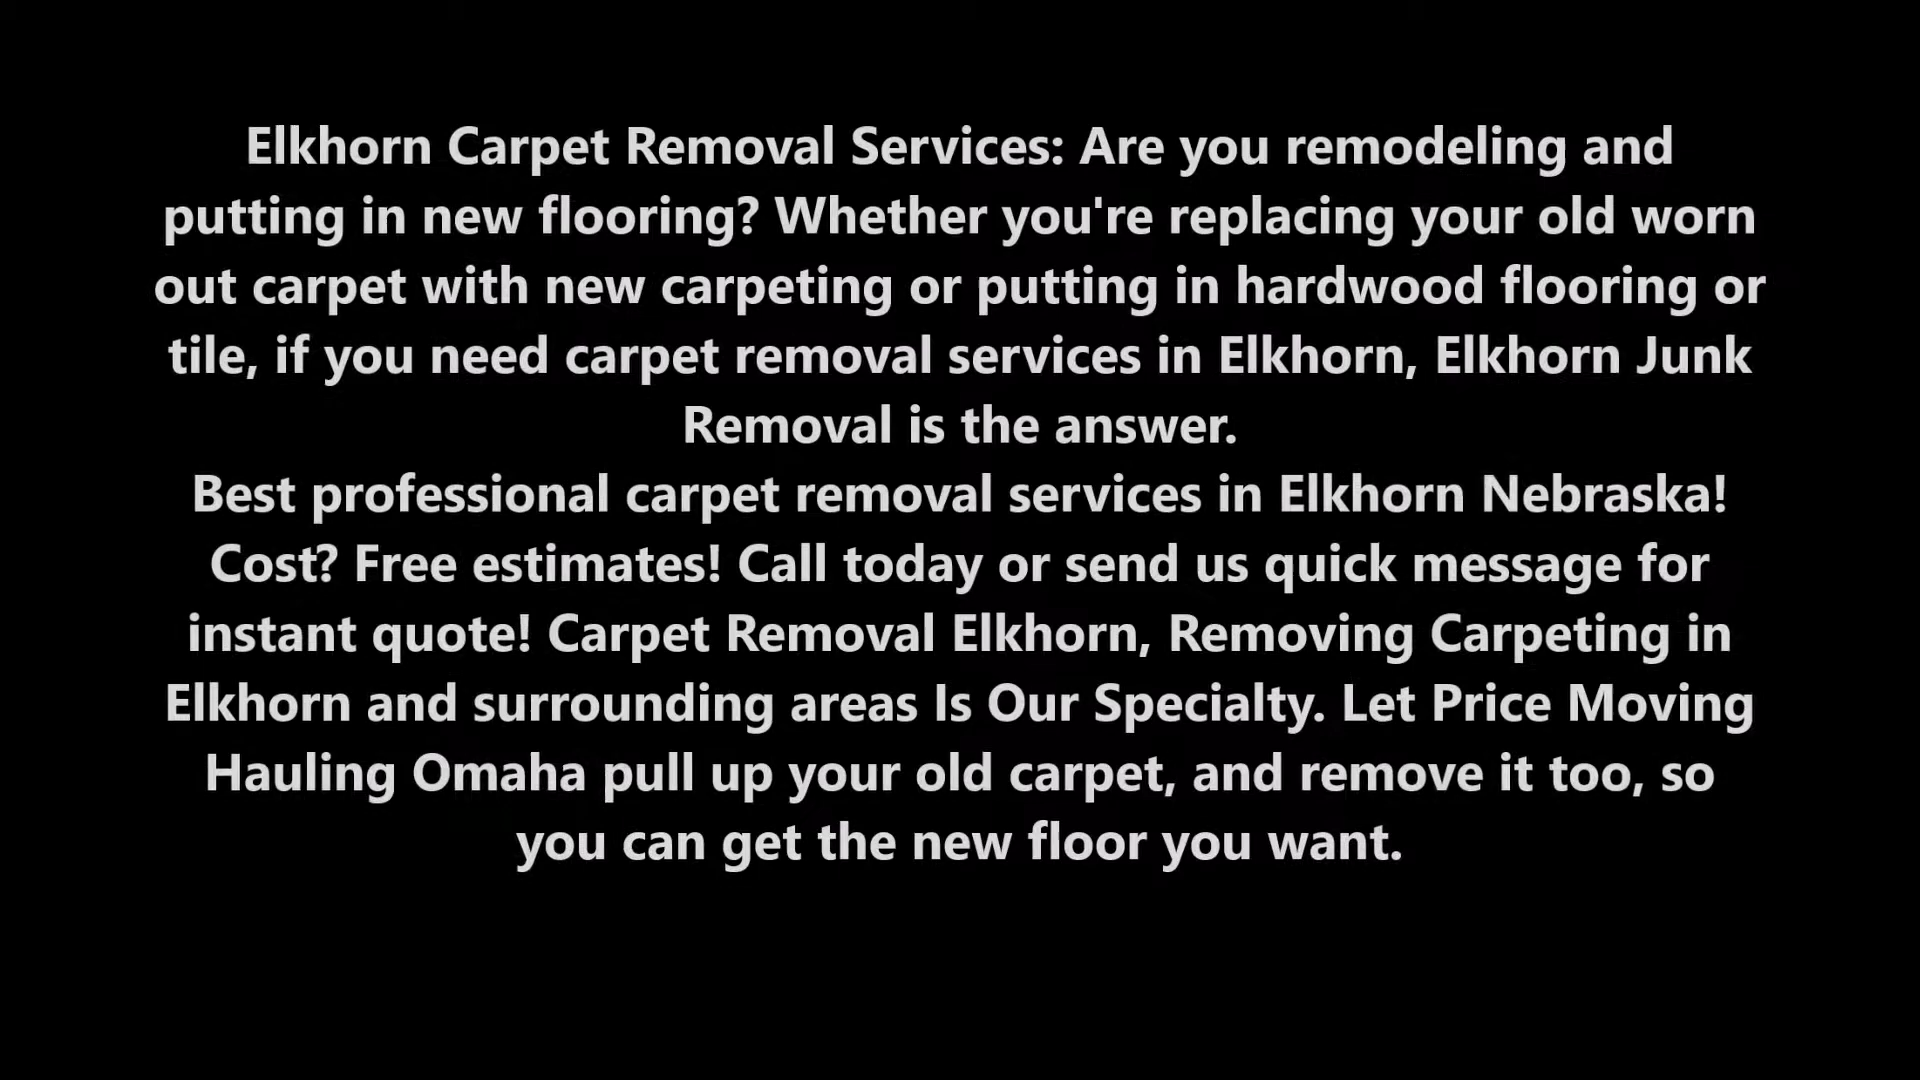 Elkhorn Carpet Removal Services: Are you remodeling and
putting in new flooring? Whether you're replacing your old worn
out carpet with new carpeting or putting in hardwood flooring or
tile, if you need carpet removal services in Elkhorn, Elkhorn Junk
Removal is the answer.
Best professional carpet removal services in Elkhorn Nebraska!
Cost? Free estimates! Call today or send us quick message for
instant quote! Carpet Removal Elkhorn, Removing Carpeting in
Elkhorn and surrounding areas Is Our Specialty. Let Price Moving
Hauling Omaha pull up your old carpet, and remove it too, so
you can get the new floor you want.